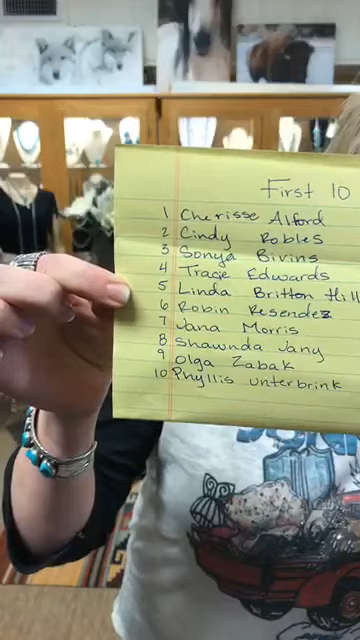 First 10
1 Cherisse Alford
2 Cindy Robles
3 Sonya Bivins
4 Tracie Edwards
5 Linda Britton Hill
6 Robin Resendez
7 Jana Morris
8 Shawnda Jany
9 Olga Zabak
10 Phyllis Unterbrink